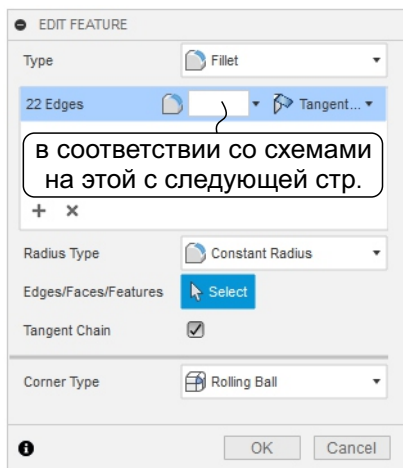 EDIT FEATURE
Type Fillet
22 Edges Tangent...
в соответствии со схемами
на этой с следующей стр.
Radius Type Constant Radius
Edges/Faces/Features Select
Tangent Chain
Corner Type Rolling Ball
OK Cancel